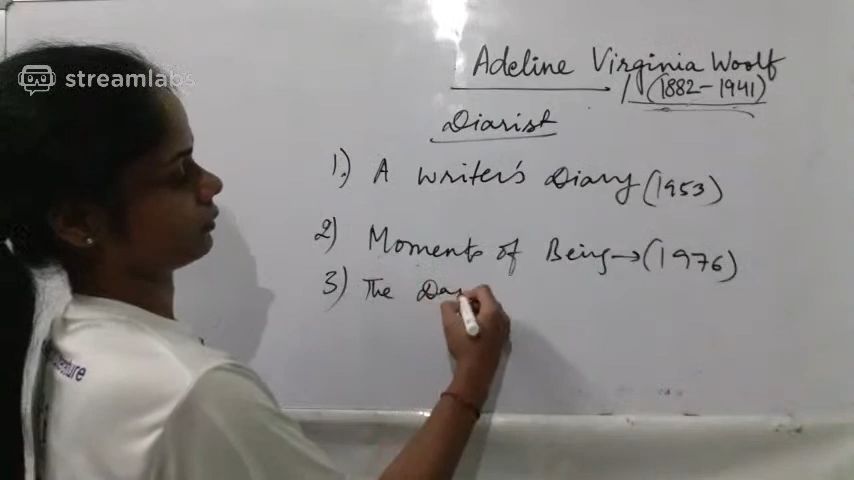 streamlabs
Adeline Virginia Woolf
(1882-1941)
Diarist
1.) A writer's Diary (1953)
2) Moments of Being→(1976)
3) The